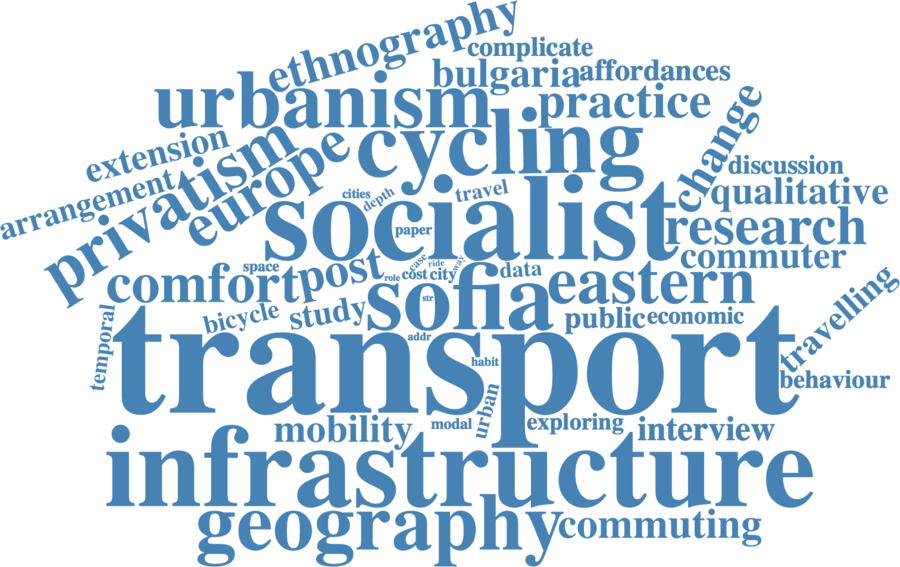 ethnography
complicate
bulgaria
affordances
urbanism
practice
cycling
change
extension
privatism
europe
discussion
arrangement
qualitative
cities
depth
travel
socialist
research
paper
commuter
space
comfort
post
role
case
cost
ride
city
way
data
eastern
sofia
str
bicycle
study
public
economic
temporal
transport
addr
habit
travelling
behaviour
urban
mobility
modal
exploring
interview
infrastructure
geography
commuting